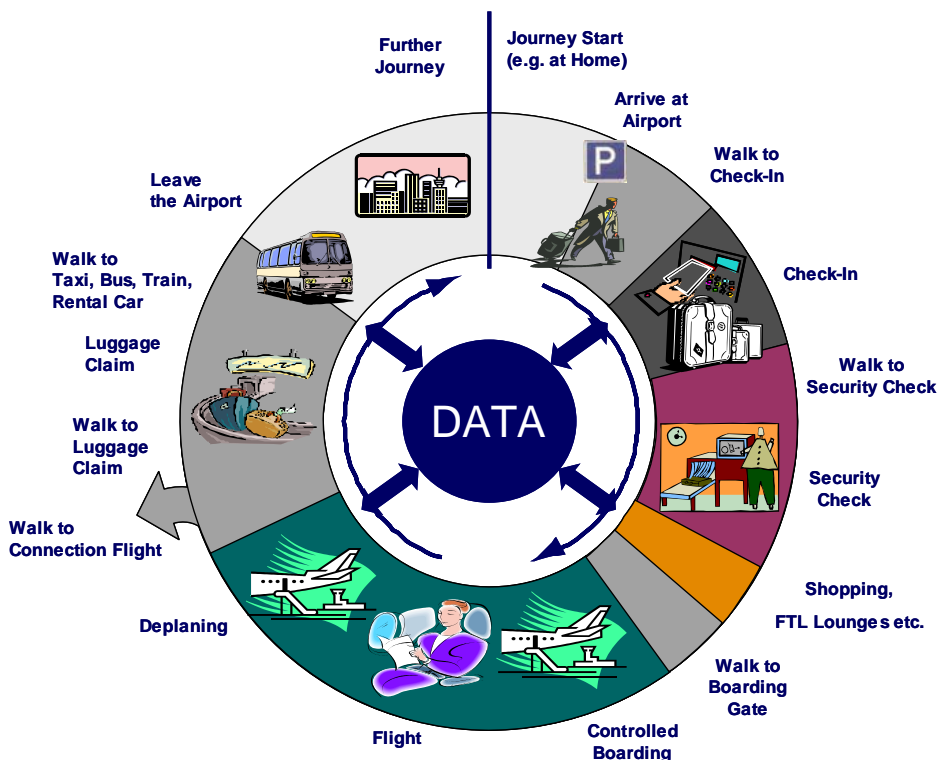 Journey Start
(e.g. at Home)
Arrive at
Airport
P
Walk to
Check-In
Check-In
Walk to
Security Check
Security
Check
Shopping,
FTL Lounges etc.
Walk to
Boarding
Gate
Controlled
Boarding
Flight
Deplaning
Walk to
Connection Flight
Walk to
Luggage
Claim
Luggage
Claim
Walk to
Taxi, Bus, Train,
Rental Car
Leave
the Airport
Further
Journey
DATA